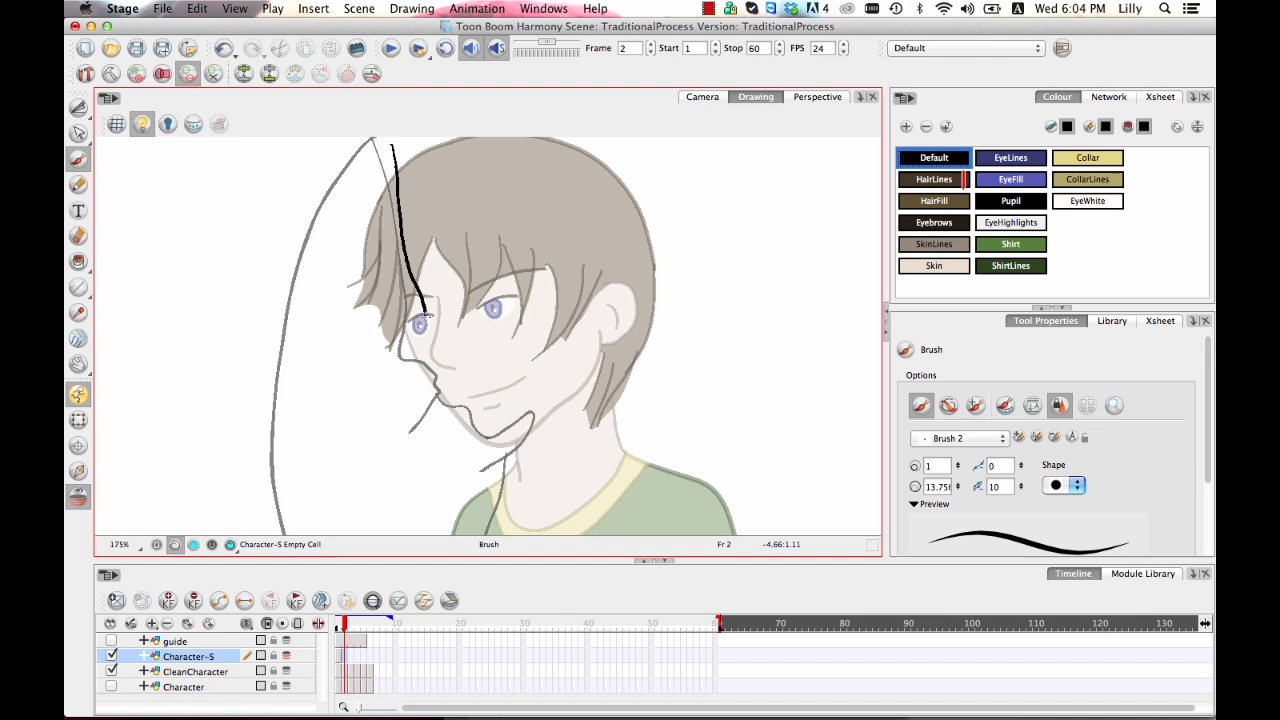 Stage File Edit View Play Insert Scene Drawing Animation Windows Help 4 Wed 6:04 PM Lilly
Toon Boom Harmony Scene: TraditionalProcess Version: TraditionalProcess
Frame 2 Start 1 Stop 60 FPS 24 Default
Camera Drawing Perspective
Colour Network Xsheet
Default EyeLines Collar
HairLines EyeFill CollarLines
HairFill Pupil EyeWhite
Eyebrows EyeHighlights
SkinLines Shirt
Skin ShirtLines
Tool Properties Library Xsheet
Brush
Options
Brush 2
1 0 Shape
13.75 10
Preview
175% Character-S Empty Cell Brush Fr 2 -4.66:1.11
Timeline Module Library
10 20 30 40 50 70 80 90 100 110 120 130
guide
Character-S
CleanCharacter
Character